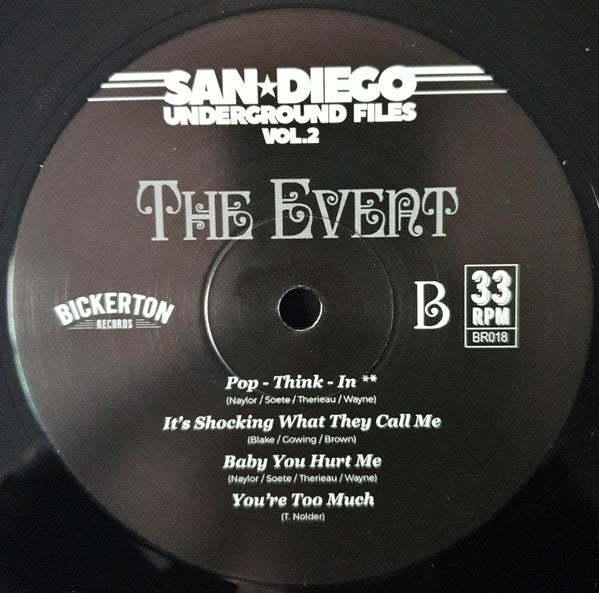 SAN★DIEGO
UNDERGROUND FILES
VOL.2
THE EVENT
BICKERTON
RECORDS
B
33
RPM
BR018
Pop - Think - In **
(Naylor / Soete / Therieau / Wayne)
It's Shocking What They Call Me
(Blake / Gowing / Brown)
Baby You Hurt Me
(Naylor / Soete / Therieau / Wayne)
You're Too Much
(T. Nolder)